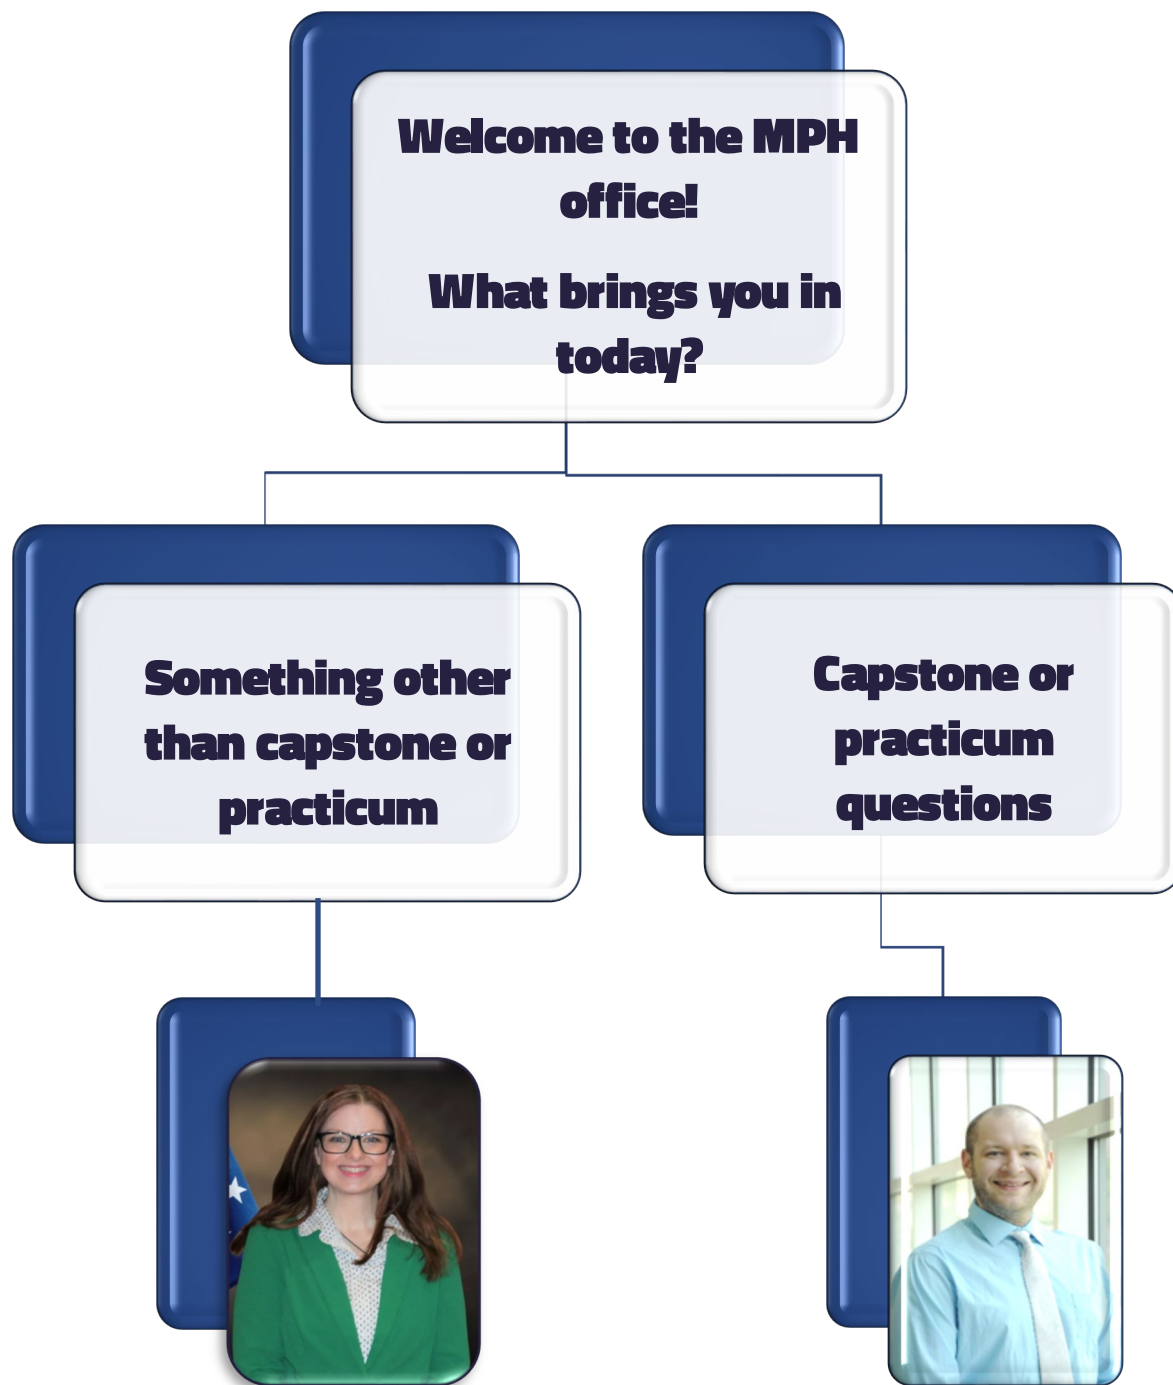 Welcome to the MPH
office!
What brings you in
today?
Something other
than capstone or
practicum
Capstone or
practicum
questions